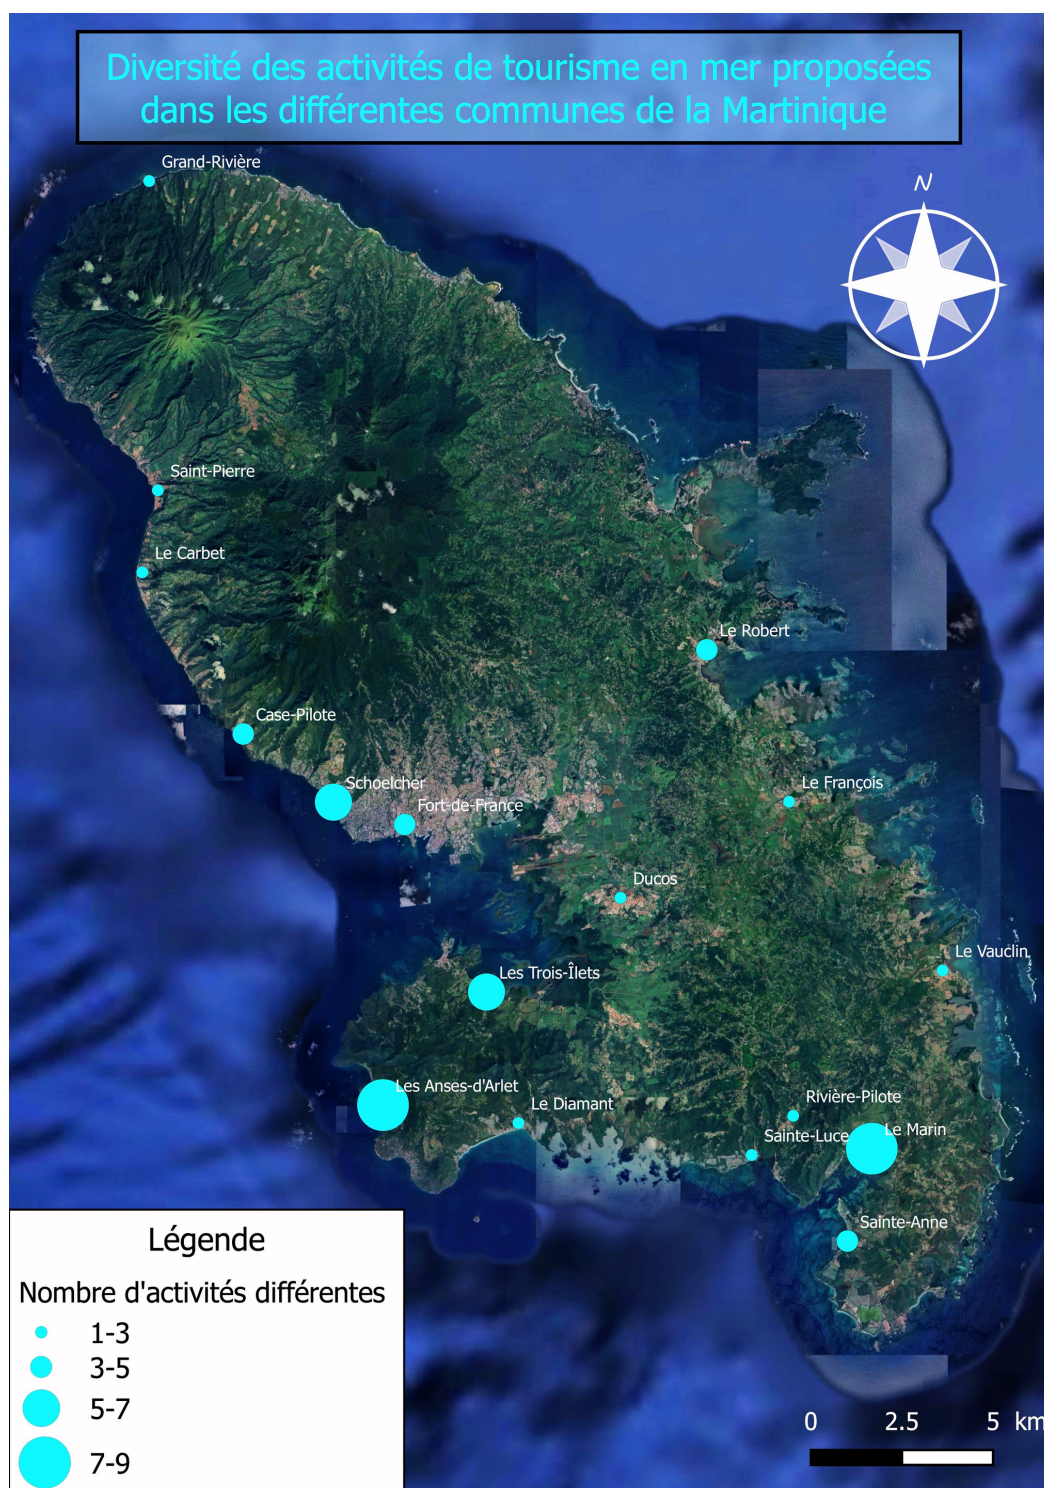 Diversité des activités de tourisme en mer proposées
dans les différentes communes de la Martinique
Grand-Rivière
N
Saint-Pierre
Le Carbet
Le Robert
Case-Pilote
Schoelcher
Le François
Fort-de-France
Ducos
Le Vauclin
Les Trois-Îlets
Les Anses-d'Arlet
Le Diamant
Rivière-Pilote
Le Marin
Sainte-Luce
Sainte-Anne
Légende
Nombre d'activités différentes
1-3
3-5
5-7
7-9
0 2.5 5 km